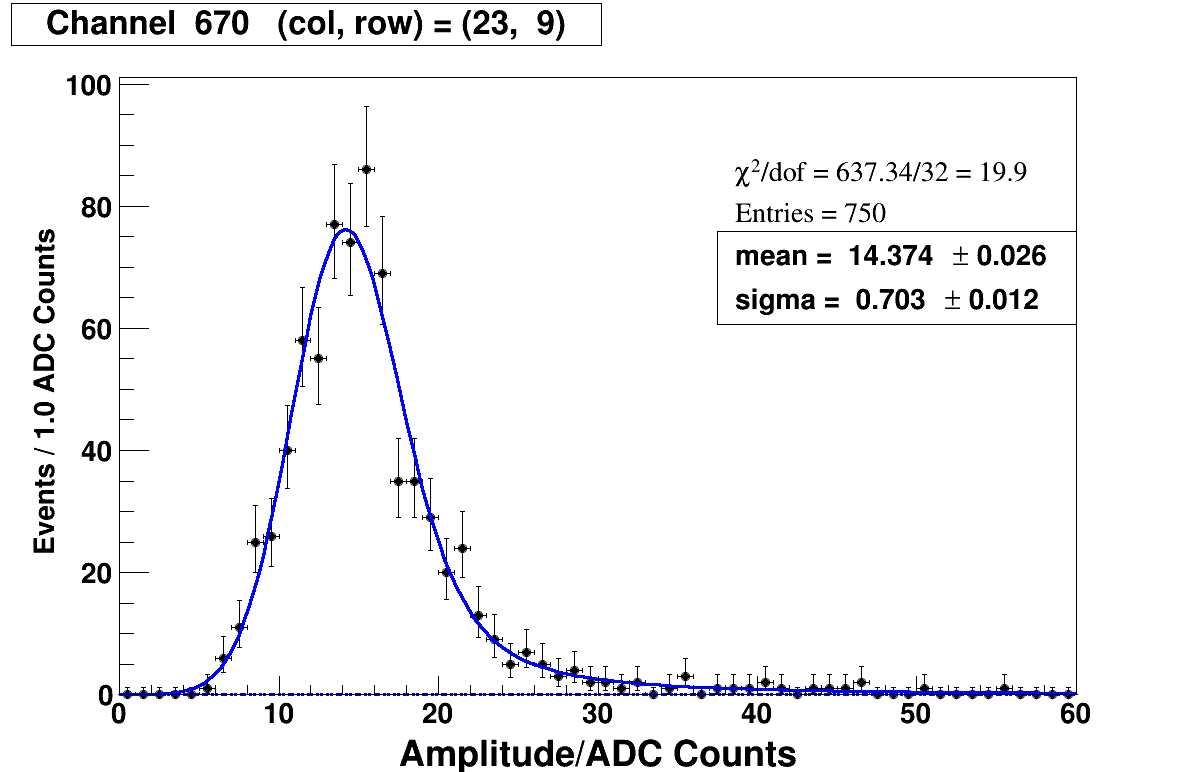 Channel 670 (col, row) = (23, 9)
χ²/dof = 637.34/32 = 19.9
Entries = 750
mean = 14.374 ± 0.026
sigma = 0.703 ± 0.012
Events / 1.0 ADC Counts
100
80
60
40
20
0
0 10 20 30 40 50 60
Amplitude/ADC Counts